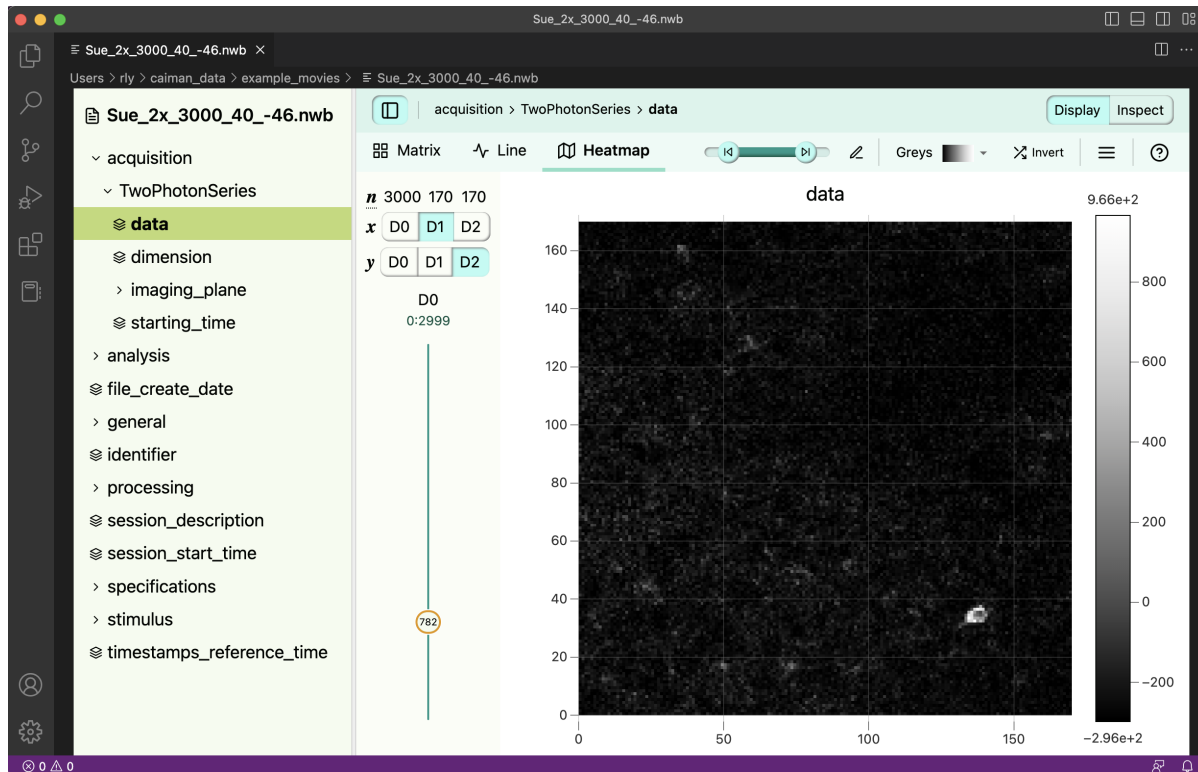 Sue_2x_3000_40_-46.nwb
Sue_2x_3000_40_-46.nwb
Users > rly > caiman_data > example_movies > Sue_2x_3000_40_-46.nwb
Sue_2x_3000_40_-46.nwb
acquisition
TwoPhotonSeries
data
dimension
imaging_plane
starting_time
analysis
file_create_date
general
identifier
processing
session_description
session_start_time
specifications
stimulus
timestamps_reference_time
acquisition > TwoPhotonSeries > data
Display Inspect
Matrix Line Heatmap
Greys Invert
n 3000 170 170
x D0 D1 D2
y D0 D1 D2
D0
0:2999
782
data
160
140
120
100
80
60
40
20
0
0 50 100 150
9.66e+2
800
600
400
200
0
−200
−2.96e+2
0 0